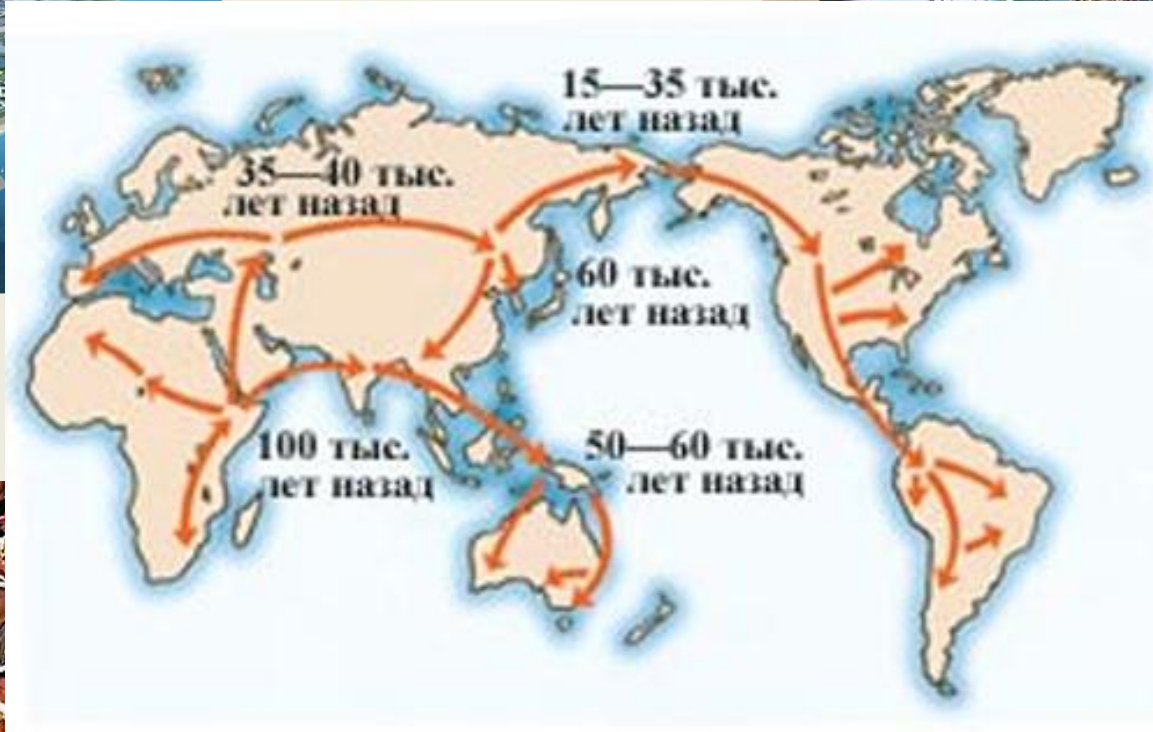 15—35 тыс.
лет назад
35—40 тыс.
лет назад
60 тыс.
лет назад
100 тыс.
лет назад
50—60 тыс.
лет назад